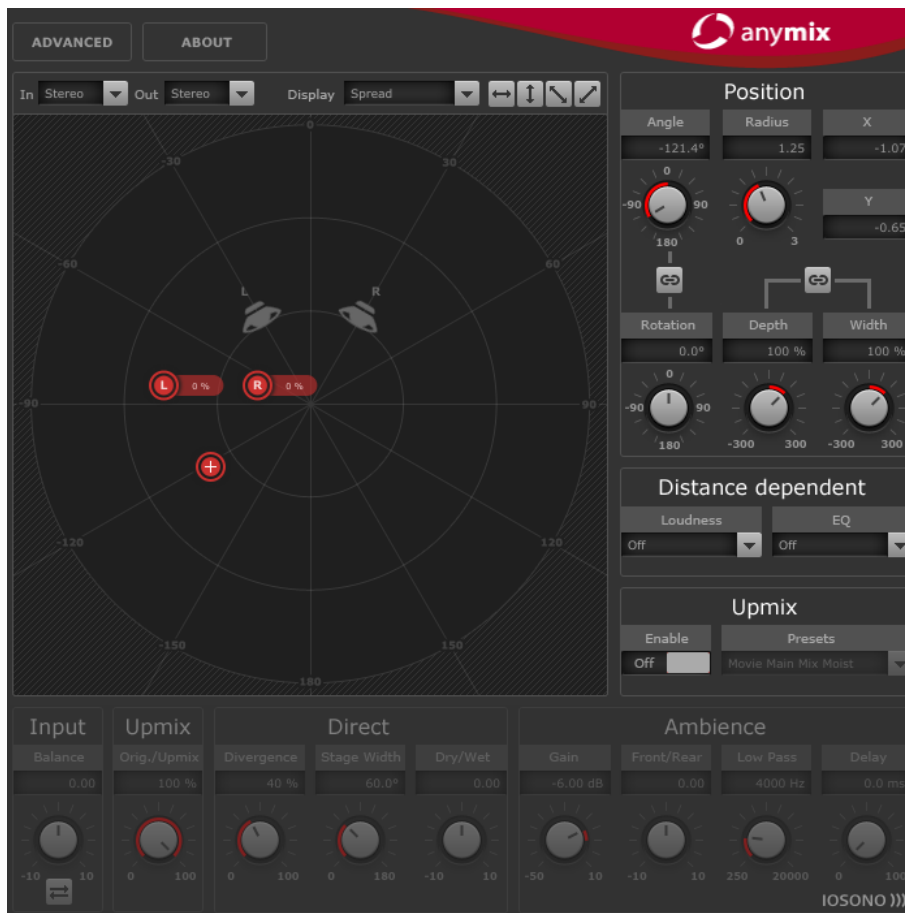 ADVANCED ABOUT anymix
In Stereo Out Stereo Display Spread
Position
Angle Radius X
-121.4º 1.25 -1.07
0
-90 90 Y
-0.65
180 0 3
0
-30 30
-60 60
L R
Rotation Depth Width
0.0º 100 % 100 %
L 0 % R 0 %
0
-90 90
-90 90
180 -300 300 -300 300
Distance dependent
Loudness EQ
Off Off
-120 120
Upmix
Enable Presets
Off Movie Main Mix Moist
-150 150
180
Input Upmix Direct Ambience
Balance Orig./Upmix Divergence Stage Width Dry/Wet Gain Front/Rear Low Pass Delay
0.00 100 % 40 % 60.0º 0.00 -6.00 dB 0.00 4000 Hz 0.0 ms
-10 10 0 100 0 100 0 180 -10 10 -50 10 -10 10 250 20000 0 100
IOSONO